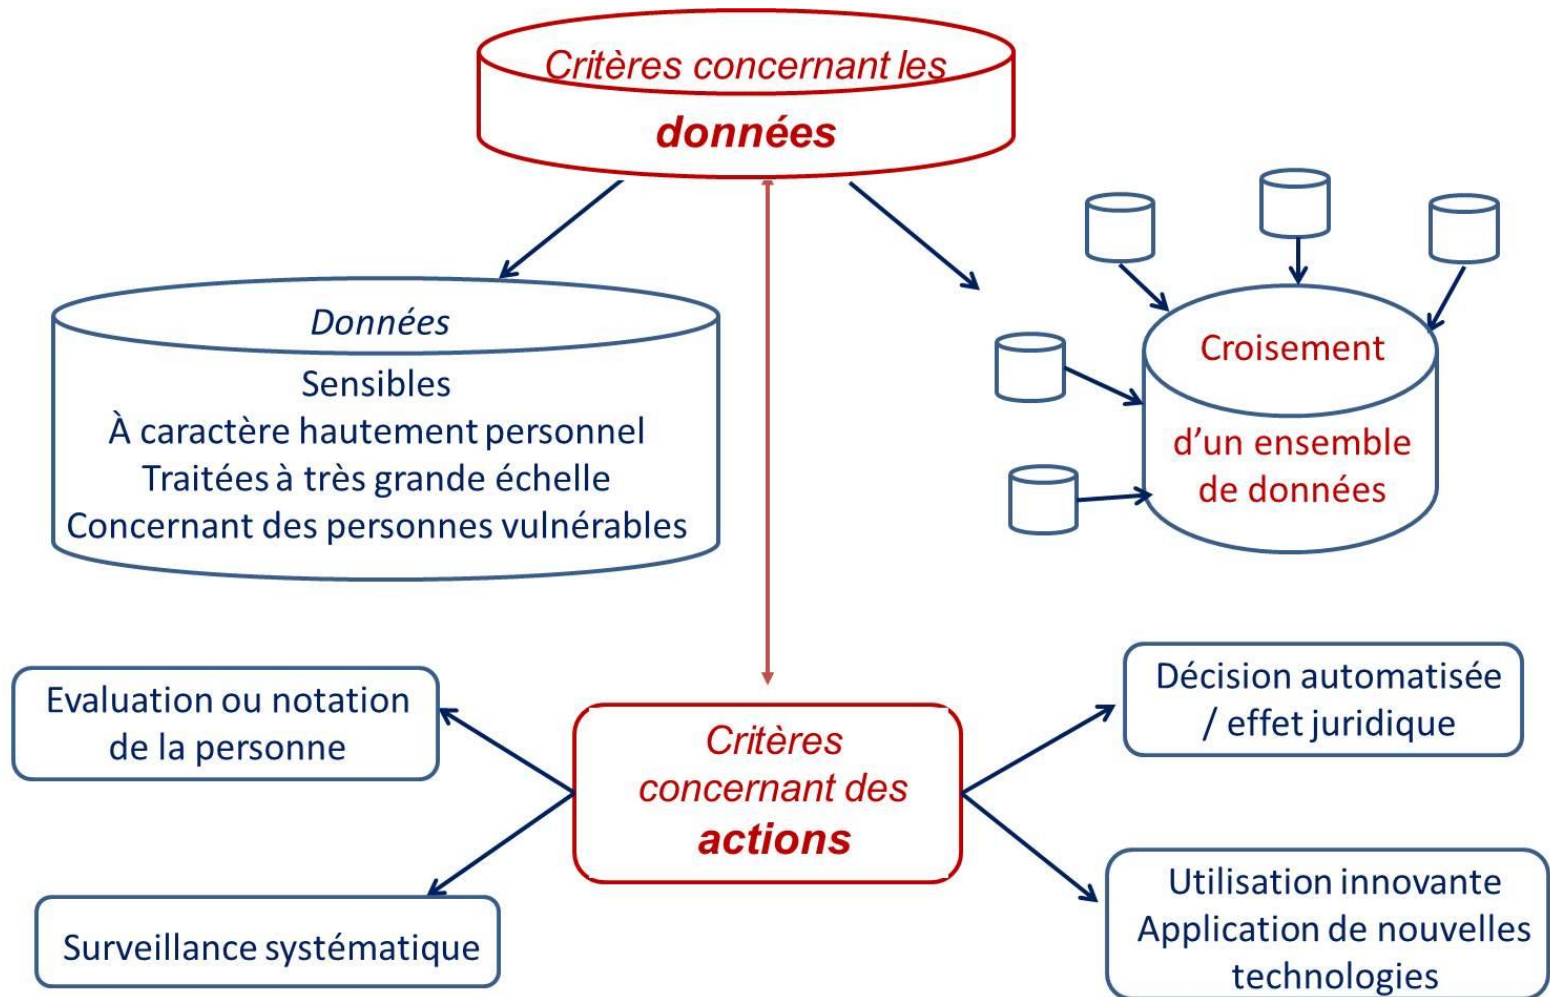 Critères concernant les
données
Données
Sensibles
À caractère hautement personnel
Traitées à très grande échelle
Concernant des personnes vulnérables
Croisement
d’un ensemble
de données
Evaluation ou notation
de la personne
Critères
concernant des
actions
Décision automatisée
/ effet juridique
Surveillance systématique
Utilisation innovante
Application de nouvelles
technologies